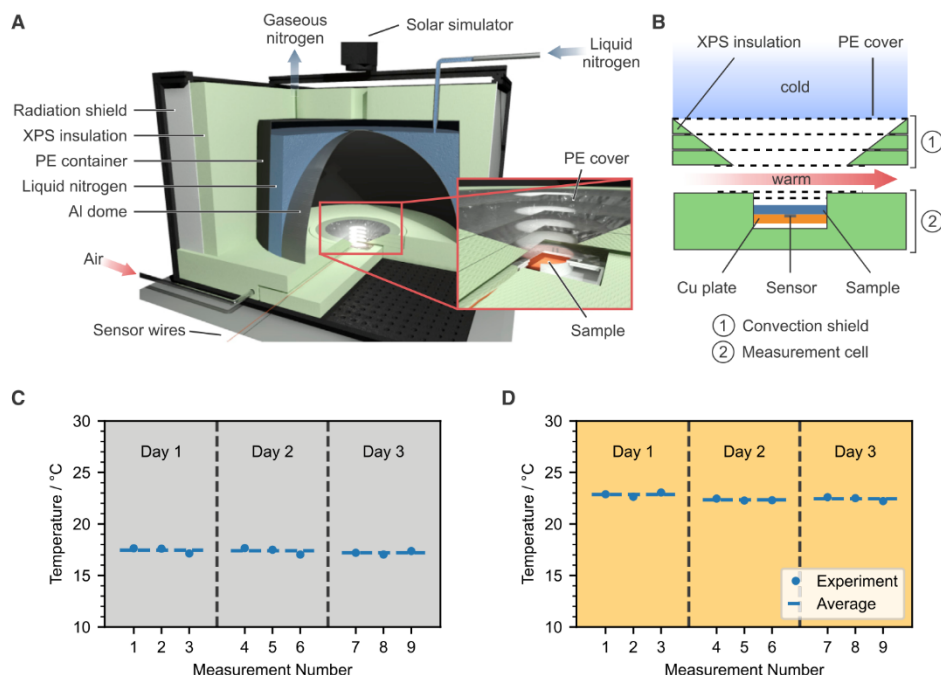 A
Gaseous
nitrogen
Solar simulator
Liquid
nitrogen
Radiation shield
XPS insulation
PE container
Liquid nitrogen
Al dome
Air
Sensor wires
PE cover
Sample
B
XPS insulation
PE cover
cold
1
warm
2
Cu plate
Sensor
Sample
1 Convection shield
2 Measurement cell
C
Temperature / °C
30
25
20
15
10
Day 1
Day 2
Day 3
1 2 3 4 5 6 7 8 9
Measurement Number
D
Temperature / °C
30
25
20
15
10
Day 1
Day 2
Day 3
Experiment
Average
1 2 3 4 5 6 7 8 9
Measurement Number